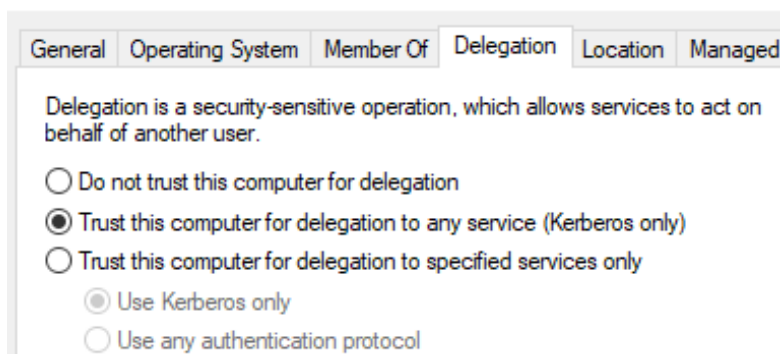 General Operating System Member Of Delegation Location Managed
Delegation is a security-sensitive operation, which allows services to act on
behalf of another user.
Do not trust this computer for delegation
Trust this computer for delegation to any service (Kerberos only)
Trust this computer for delegation to specified services only
Use Kerberos only
Use any authentication protocol